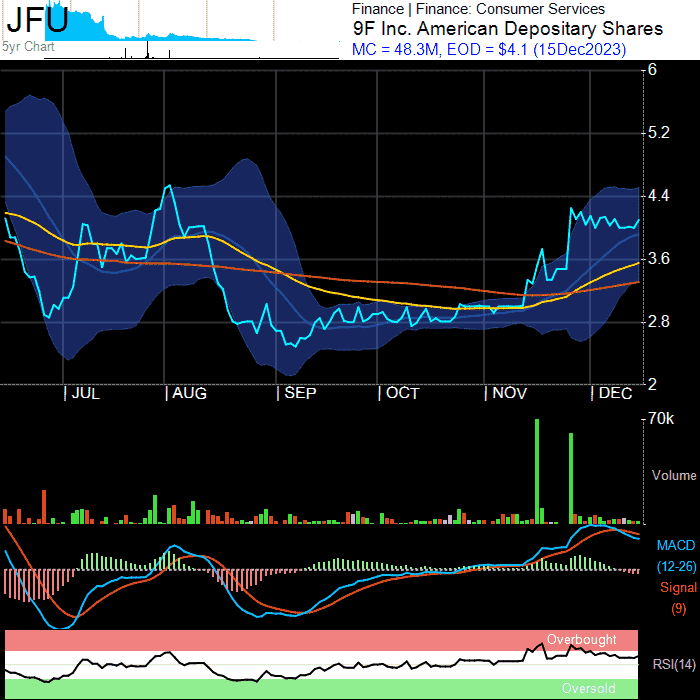 JFU
5yr Chart
Finance | Finance: Consumer Services
9F Inc. American Depositary Shares
MC = 48.3M, EOD = $4.1 (15Dec2023)
6
5.2
4.4
3.6
2.8
2
JUL AUG SEP OCT NOV DEC
70k
Volume
MACD
(12-26)
Signal
(9)
Overbought
RSI(14)
Oversold